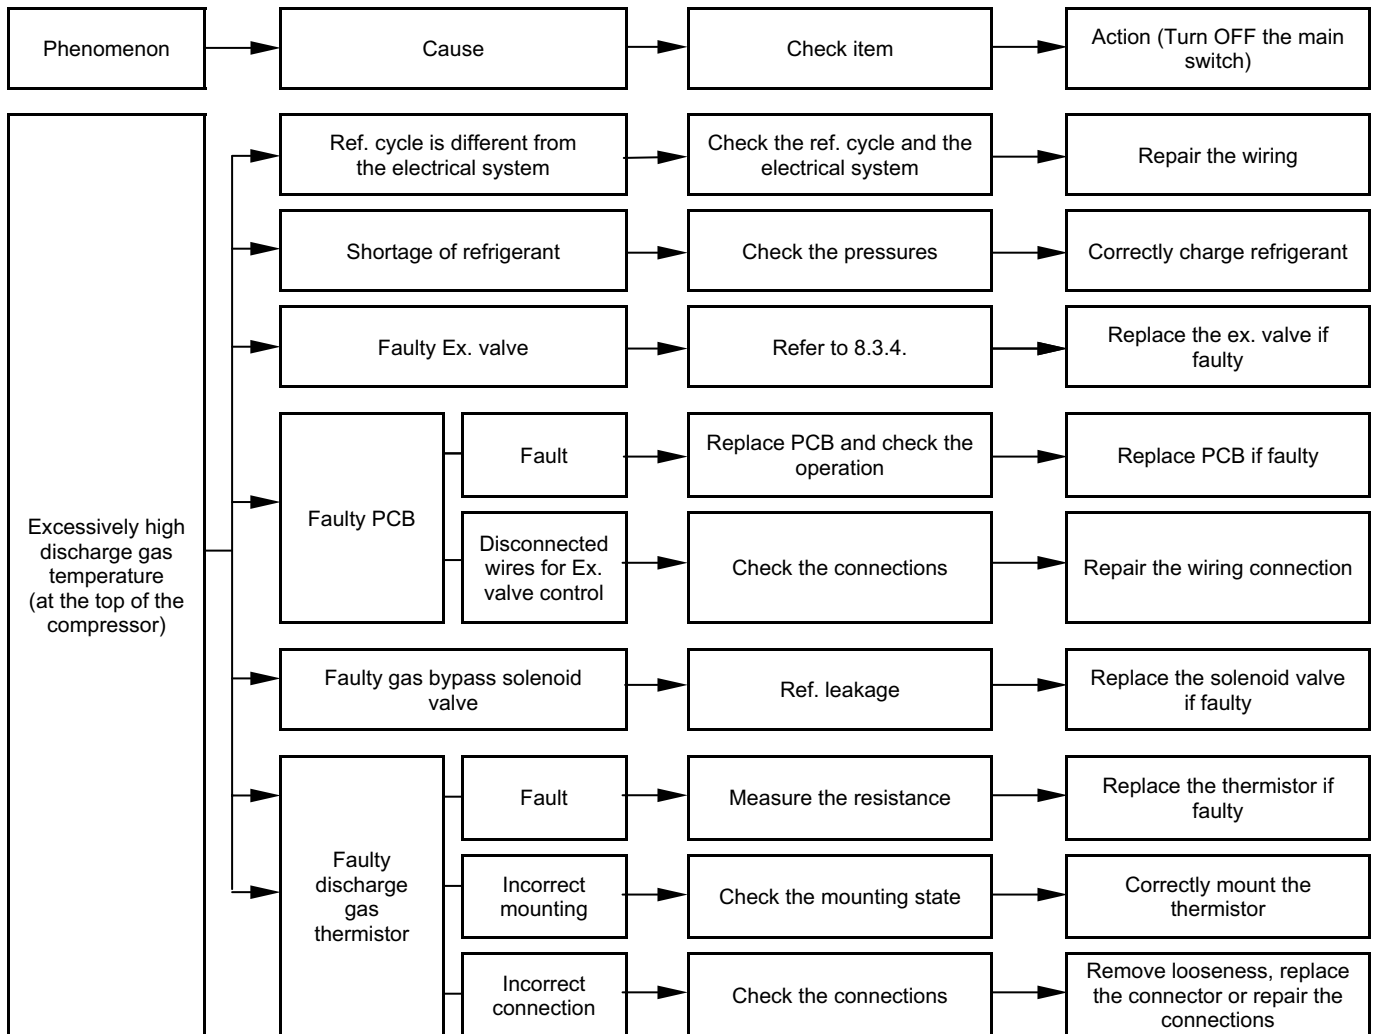 Phenomenon
Cause
Check item
Action (Turn OFF the main
switch)
Excessively high
discharge gas
temperature
(at the top of the
compressor)
Ref. cycle is different from
the electrical system
Check the ref. cycle and the
electrical system
Repair the wiring
Shortage of refrigerant
Check the pressures
Correctly charge refrigerant
Faulty Ex. valve
Refer to 8.3.4.
Replace the ex. valve if
faulty
Faulty PCB
Fault
Replace PCB and check the
operation
Replace PCB if faulty
Disconnected
wires for Ex.
valve control
Check the connections
Repair the wiring connection
Faulty gas bypass solenoid
valve
Ref. leakage
Replace the solenoid valve
if faulty
Faulty
discharge
gas
thermistor
Fault
Measure the resistance
Replace the thermistor if
faulty
Incorrect
mounting
Check the mounting state
Correctly mount the
thermistor
Incorrect
connection
Check the connections
Remove looseness, replace
the connector or repair the
connections